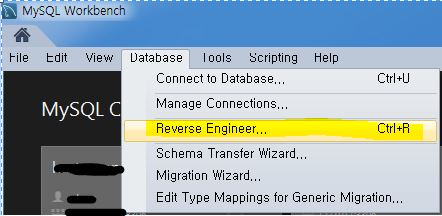 MySQL Workbench
File Edit View Database Tools Scripting Help
Connect to Database... Ctrl+U
Manage Connections...
MySQL C
Reverse Engineer... Ctrl+R
Schema Transfer Wizard...
Migration Wizard...
Edit Type Mappings for Generic Migration...